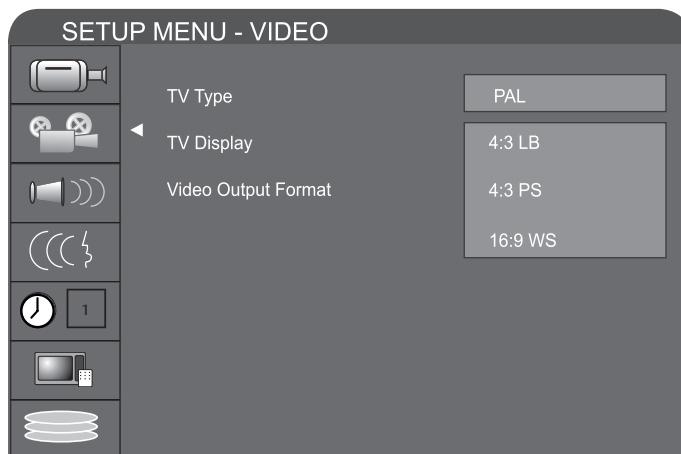 SETUP MENU - VIDEO
TV Type PAL
TV Display 4:3 LB
Video Output Format 4:3 PS
16:9 WS
1